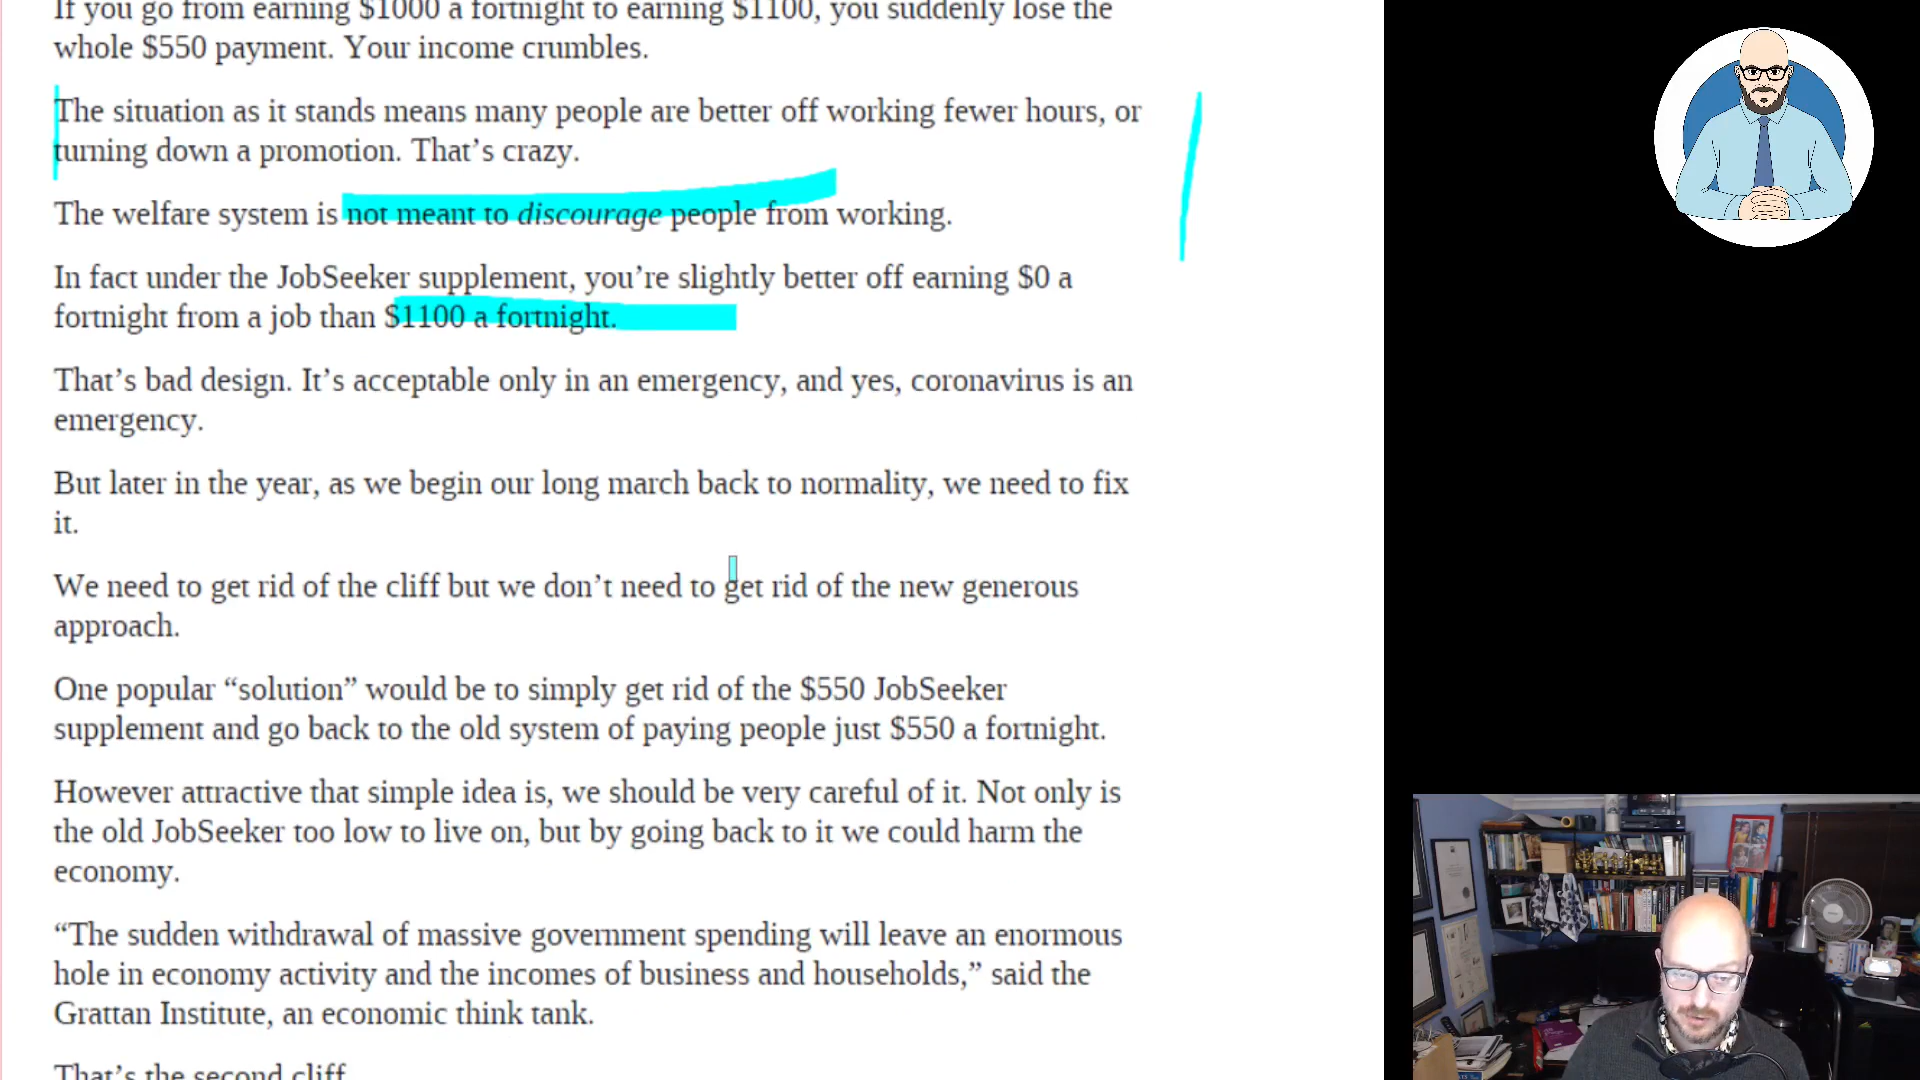 If you go from earning $1000 a fortnight to earning $1100, you suddenly lose the
whole $550 payment. Your income crumbles.
The situation as it stands means many people are better off working fewer hours, or
turning down a promotion. That’s crazy.
The welfare system is not meant to discourage people from working.
In fact under the JobSeeker supplement, you’re slightly better off earning $0 a
fortnight from a job than $1100 a fortnight.
That’s bad design. It’s acceptable only in an emergency, and yes, coronavirus is an
emergency.
But later in the year, as we begin our long march back to normality, we need to fix
it.
We need to get rid of the cliff but we don’t need to get rid of the new generous
approach.
One popular “solution” would be to simply get rid of the $550 JobSeeker
supplement and go back to the old system of paying people just $550 a fortnight.
However attractive that simple idea is, we should be very careful of it. Not only is
the old JobSeeker too low to live on, but by going back to it we could harm the
economy.
“The sudden withdrawal of massive government spending will leave an enormous
hole in economy activity and the incomes of business and households,” said the
Grattan Institute, an economic think tank.
That’s the second cliff